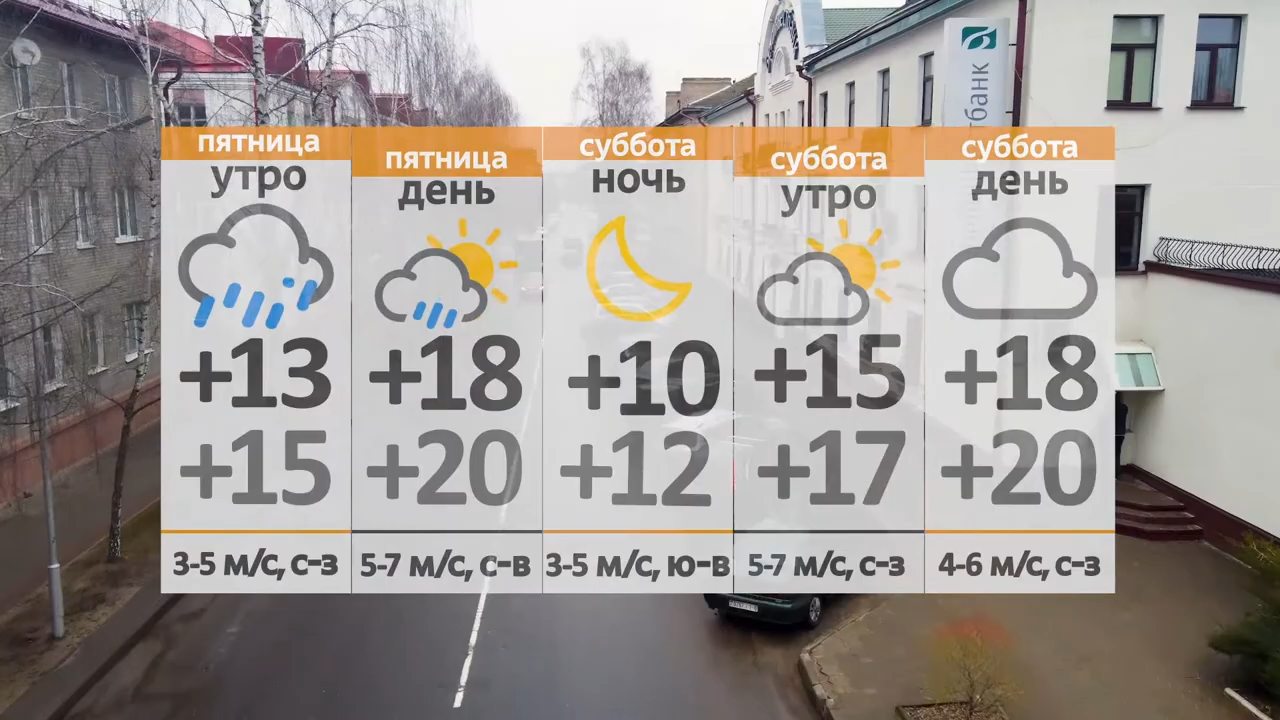 тбанк
пятница
утро
+13
+15
3-5 м/с, с-з
пятница
день
+18
+20
5-7 м/с, с-в
суббота
ночь
+10
+12
3-5 м/с, ю-в
суббота
утро
+15
+17
5-7 м/с, с-з
суббота
день
+18
+20
4-6 м/с, с-з